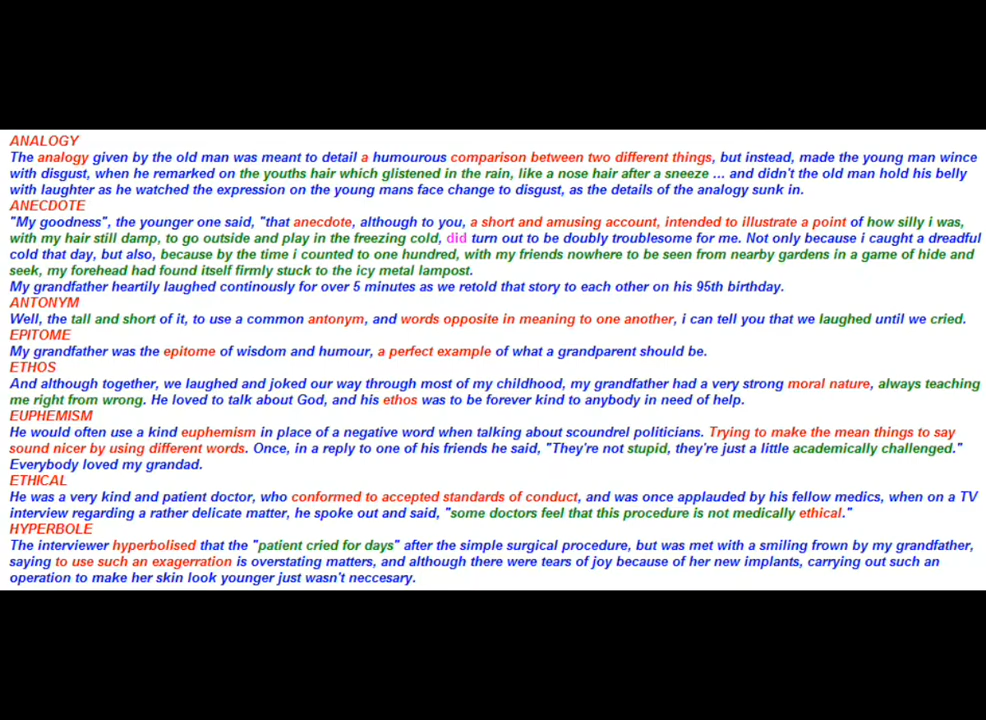 ANALOGY
The analogy given by the old man was meant to detail a humourous comparison between two different things, but instead, made the young man wince
with disgust, when he remarked on the youths hair which glistened in the rain, like a nose hair after a sneeze ... and didn't the old man hold his belly
with laughter as he watched the expression on the young mans face change to disgust, as the details of the analogy sunk in.
ANECDOTE
"My goodness", the younger one said, "that anecdote, although to you, a short and amusing account, intended to illustrate a point of how silly i was,
with my hair still damp, to go outside and play in the freezing cold, did turn out to be doubly troublesome for me. Not only because i caught a dreadful
cold that day, but also, because by the time i counted to one hundred, with my friends nowhere to be seen from nearby gardens in a game of hide and
seek, my forehead had found itself firmly stuck to the icy metal lampost.
My grandfather heartily laughed continously for over 5 minutes as we retold that story to each other on his 95th birthday.
ANTONYM
Well, the tall and short of it, to use a common antonym, and words opposite in meaning to one another, i can tell you that we laughed until we cried.
EPITOME
My grandfather was the epitome of wisdom and humour, a perfect example of what a grandparent should be.
ETHOS
And although together, we laughed and joked our way through most of my childhood, my grandfather had a very strong moral nature, always teaching
me right from wrong. He loved to talk about God, and his ethos was to be forever kind to anybody in need of help.
EUPHEMISM
He would often use a kind euphemism in place of a negative word when talking about scoundrel politicians. Trying to make the mean things to say
sound nicer by using different words. Once, in a reply to one of his friends he said, "They're not stupid, they're just a little academically challenged."
Everybody loved my grandad.
ETHICAL
He was a very kind and patient doctor, who conformed to accepted standards of conduct, and was once applauded by his fellow medics, when on a TV
interview regarding a rather delicate matter, he spoke out and said, "some doctors feel that this procedure is not medically ethical."
HYPERBOLE
The interviewer hyperbolised that the "patient cried for days" after the simple surgical procedure, but was met with a smiling frown by my grandfather,
saying to use such an exagerration is overstating matters, and although there were tears of joy because of her new implants, carrying out such an
operation to make her skin look younger just wasn't neccesary.